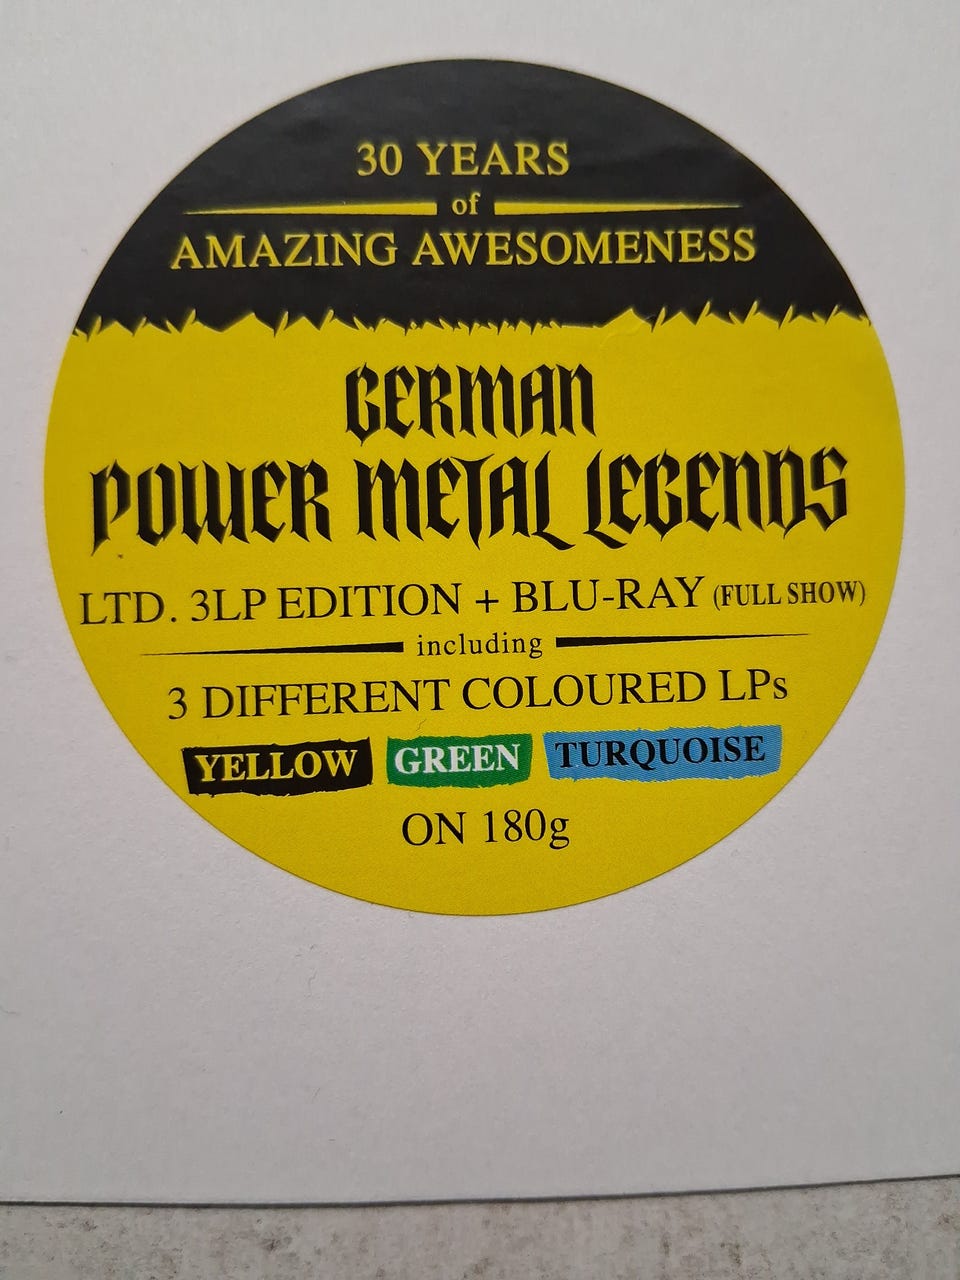 30 YEARS
of
AMAZING AWESOMENESS
GERMAN
POWER METAL LEGENDS
LTD. 3LP EDITION + BLU-RAY (FULL SHOW)
including
3 DIFFERENT COLOURED LPs
YELLOW GREEN TURQUOISE
ON 180g